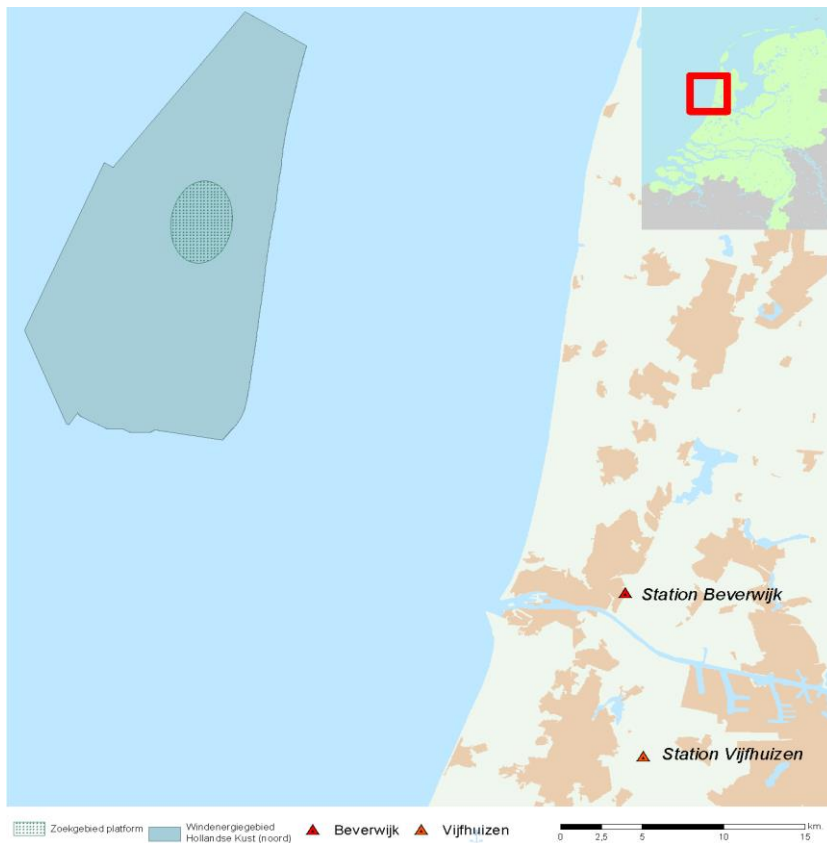 Station Beverwijk
Station Vijfhuizen
Zoekgebied platform
Windenergiegebied
Hollandse Kust (noord)
Beverwijk
Vijfhuizen
km
0 2,5 5 10 15